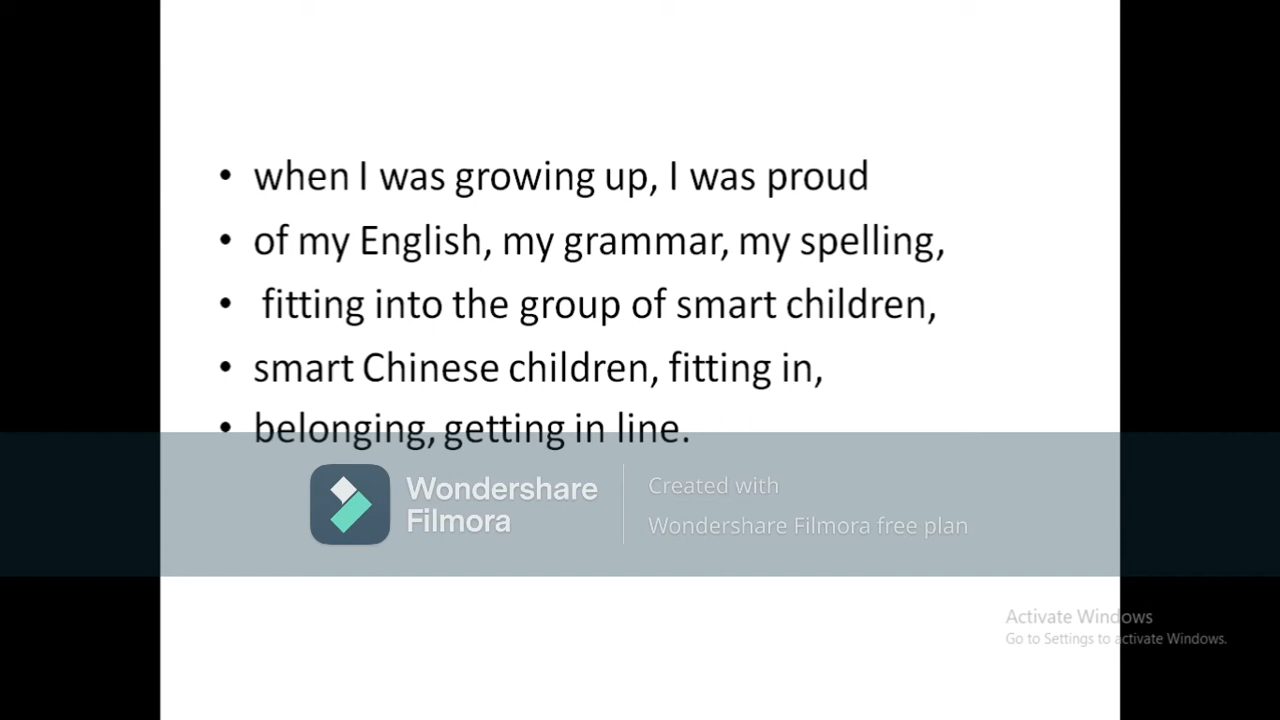 • when I was growing up, I was proud
• of my English, my grammar, my spelling,
• fitting into the group of smart children,
• smart Chinese children, fitting in,
• belonging, getting in line.
Wondershare
Filmora
Created with
Wondershare Filmora free plan
Activate Windows
Go to Settings to activate Windows.